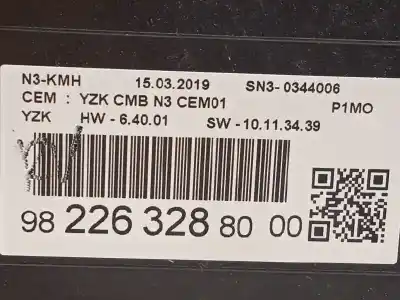 N3-KMH 15.03.2019 SN3- 0344006
CEM : YZK CMB N3 CEM01 P1MO
YZK HW - 6.40.01 SW - 10.11.34.39
98 226 328 80 00